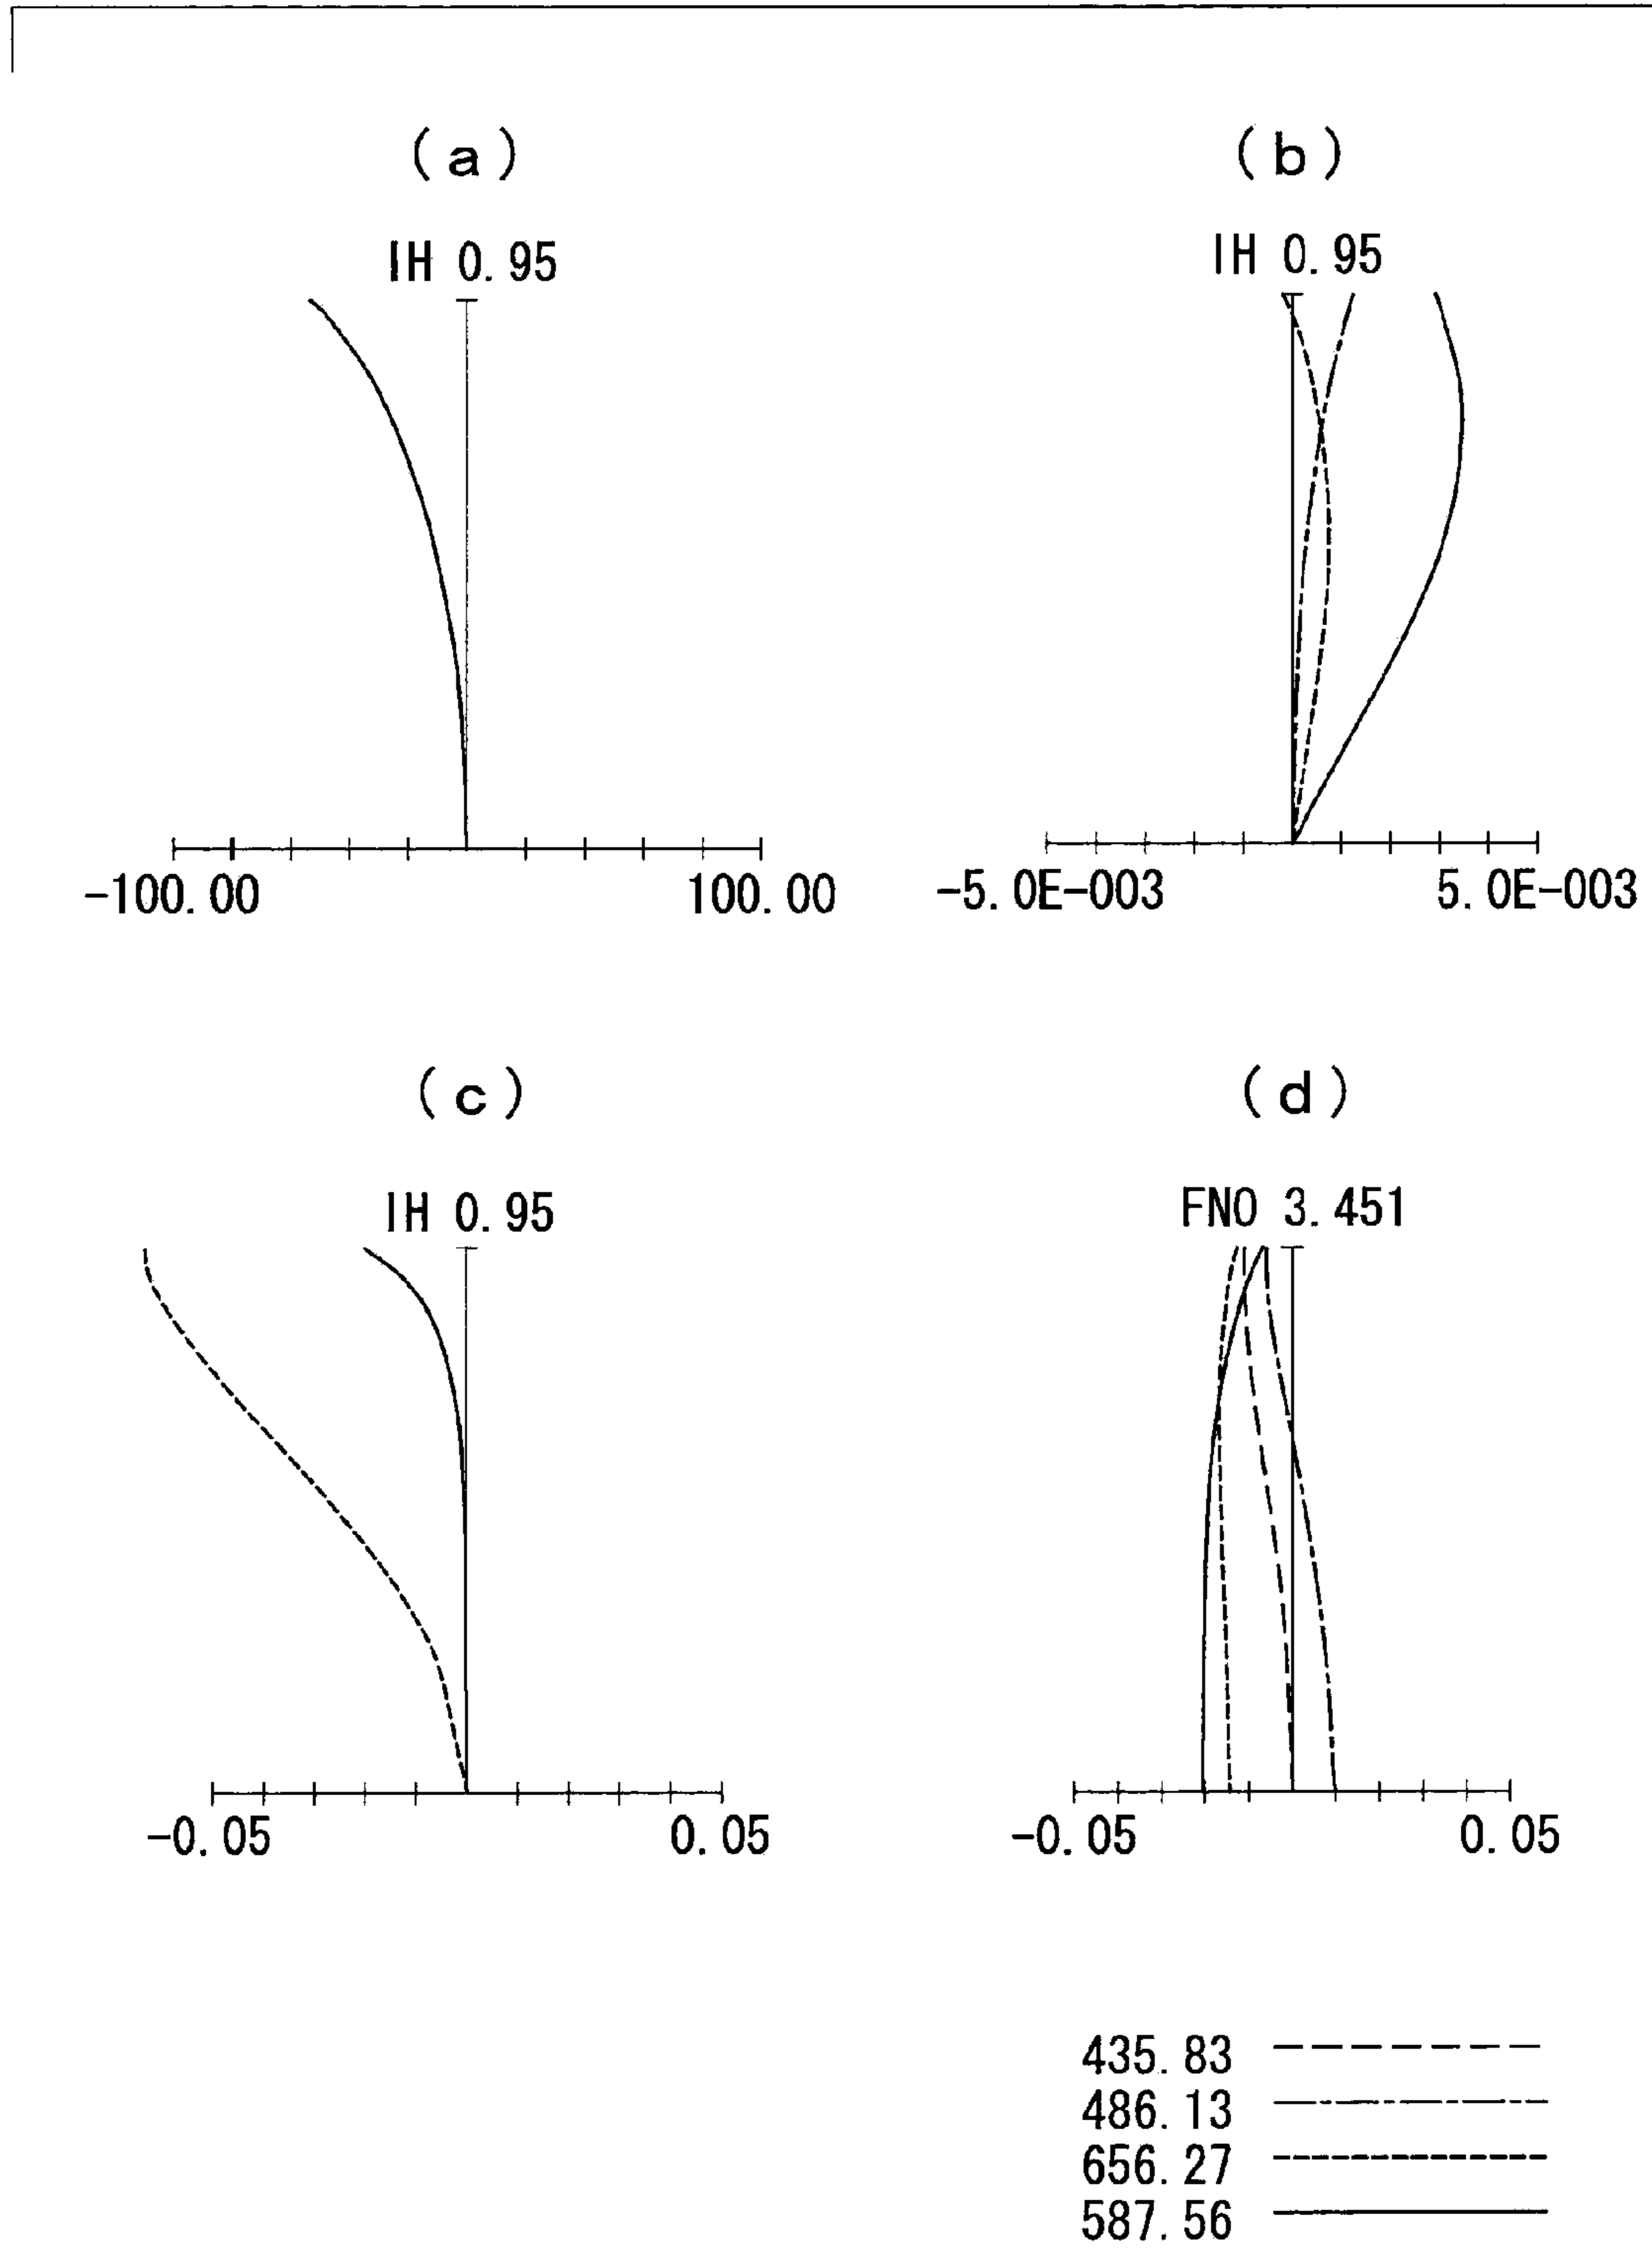 (a)
(b)
IH 0.95
IH 0.95
-100.00
100.00
-5.0E-003
5.0E-003
(c)
(d)
IH 0.95
FNO 3.451
-0.05
0.05
-0.05
0.05
435.83
486.13
656.27
587.56